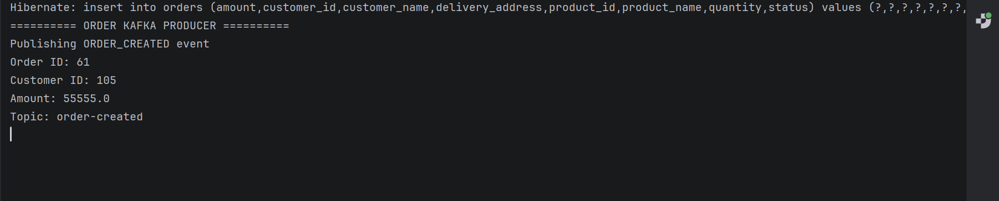 Hibernate: insert into orders (amount,customer_id,customer_name,delivery_address,product_id,product_name,quantity,status) values (?,?,?,?,?,?,?,
========== ORDER KAFKA PRODUCER ==========
Publishing ORDER_CREATED event
Order ID: 61
Customer ID: 105
Amount: 55555.0
Topic: order-created